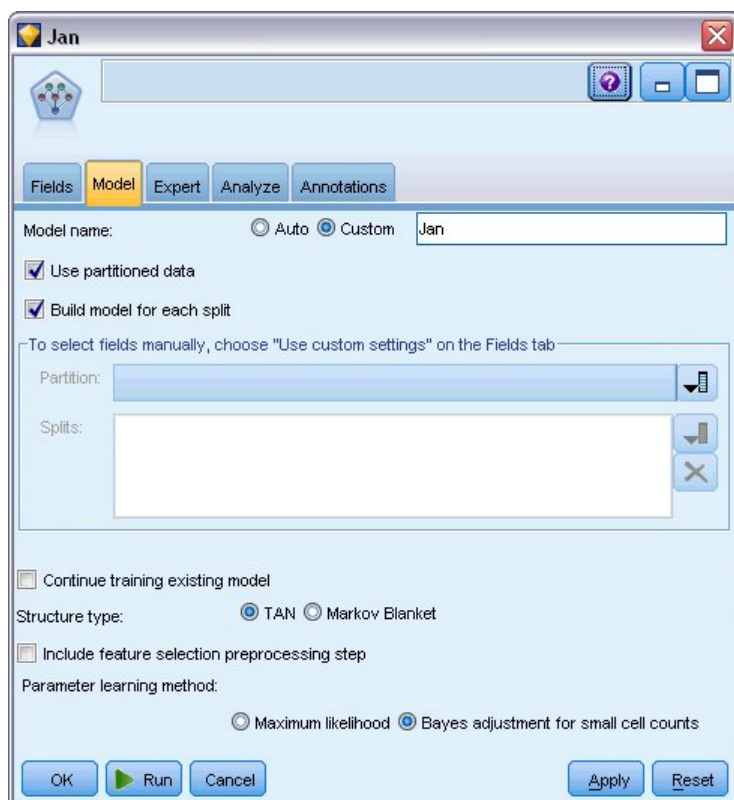 Jan
Fields Model Expert Analyze Annotations
Model name: Auto Custom Jan
Use partitioned data
Build model for each split
To select fields manually, choose "Use custom settings" on the Fields tab
Partition:
Splits:
Continue training existing model
Structure type: TAN Markov Blanket
Include feature selection preprocessing step
Parameter learning method:
Maximum likelihood Bayes adjustment for small cell counts
OK Run Cancel Apply Reset